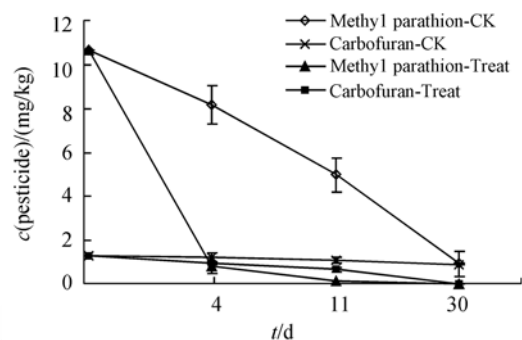 Methy1 parathion-CK
Carbofuran-CK
Methy1 parathion-Treat
Carbofuran-Treat
c(pesticide)/(mg/kg)
12
10
8
6
4
2
0
4 11 30
t/d